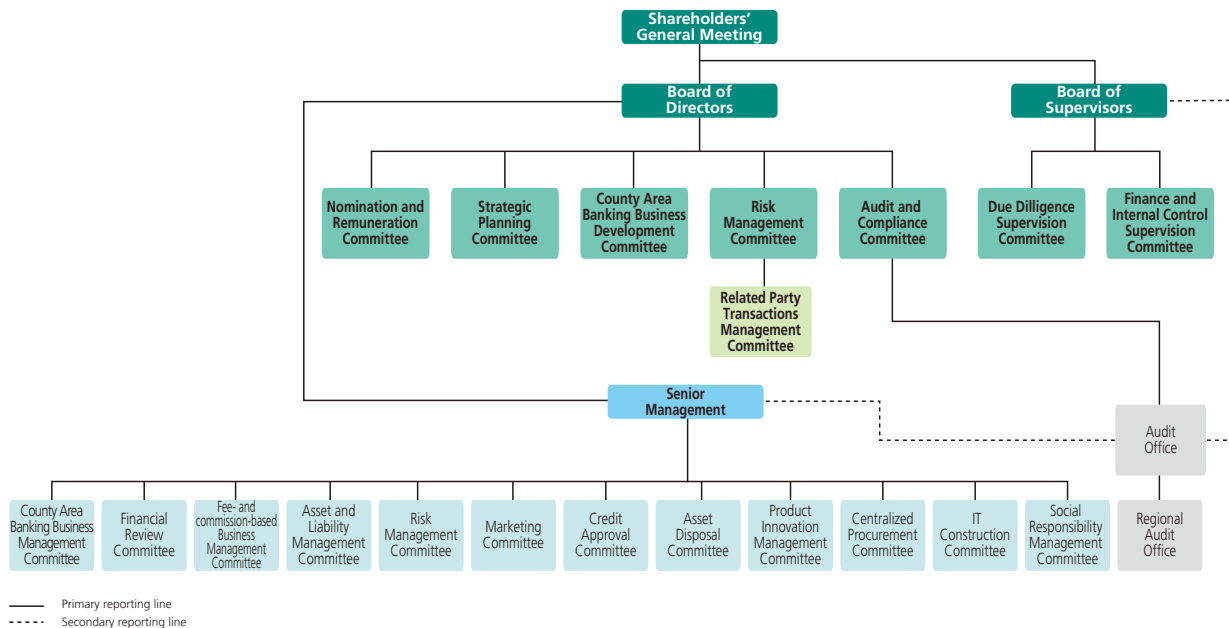 Shareholders’
General Meeting
Board of
Directors
Board of
Supervisors
Nomination and
Remuneration
Committee
Strategic
Planning
Committee
County Area
Banking Business
Development
Committee
Risk
Management
Committee
Audit and
Compliance
Committee
Due Dilligence
Supervision
Committee
Finance and
Internal Control
Supervision
Committee
Related Party
Transactions
Management
Committee
Senior
Management
Audit
Office
County Area
Banking Business
Management
Committee
Financial
Review
Committee
Fee- and
commission-based
Business
Management
Committee
Asset and
Liability
Management
Committee
Risk
Management
Committee
Marketing
Committee
Credit
Approval
Committee
Asset
Disposal
Committee
Product
Innovation
Management
Committee
Centralized
Procurement
Committee
IT
Construction
Committee
Social
Responsibility
Management
Committee
Regional
Audit
Office
Primary reporting line
Secondary reporting line